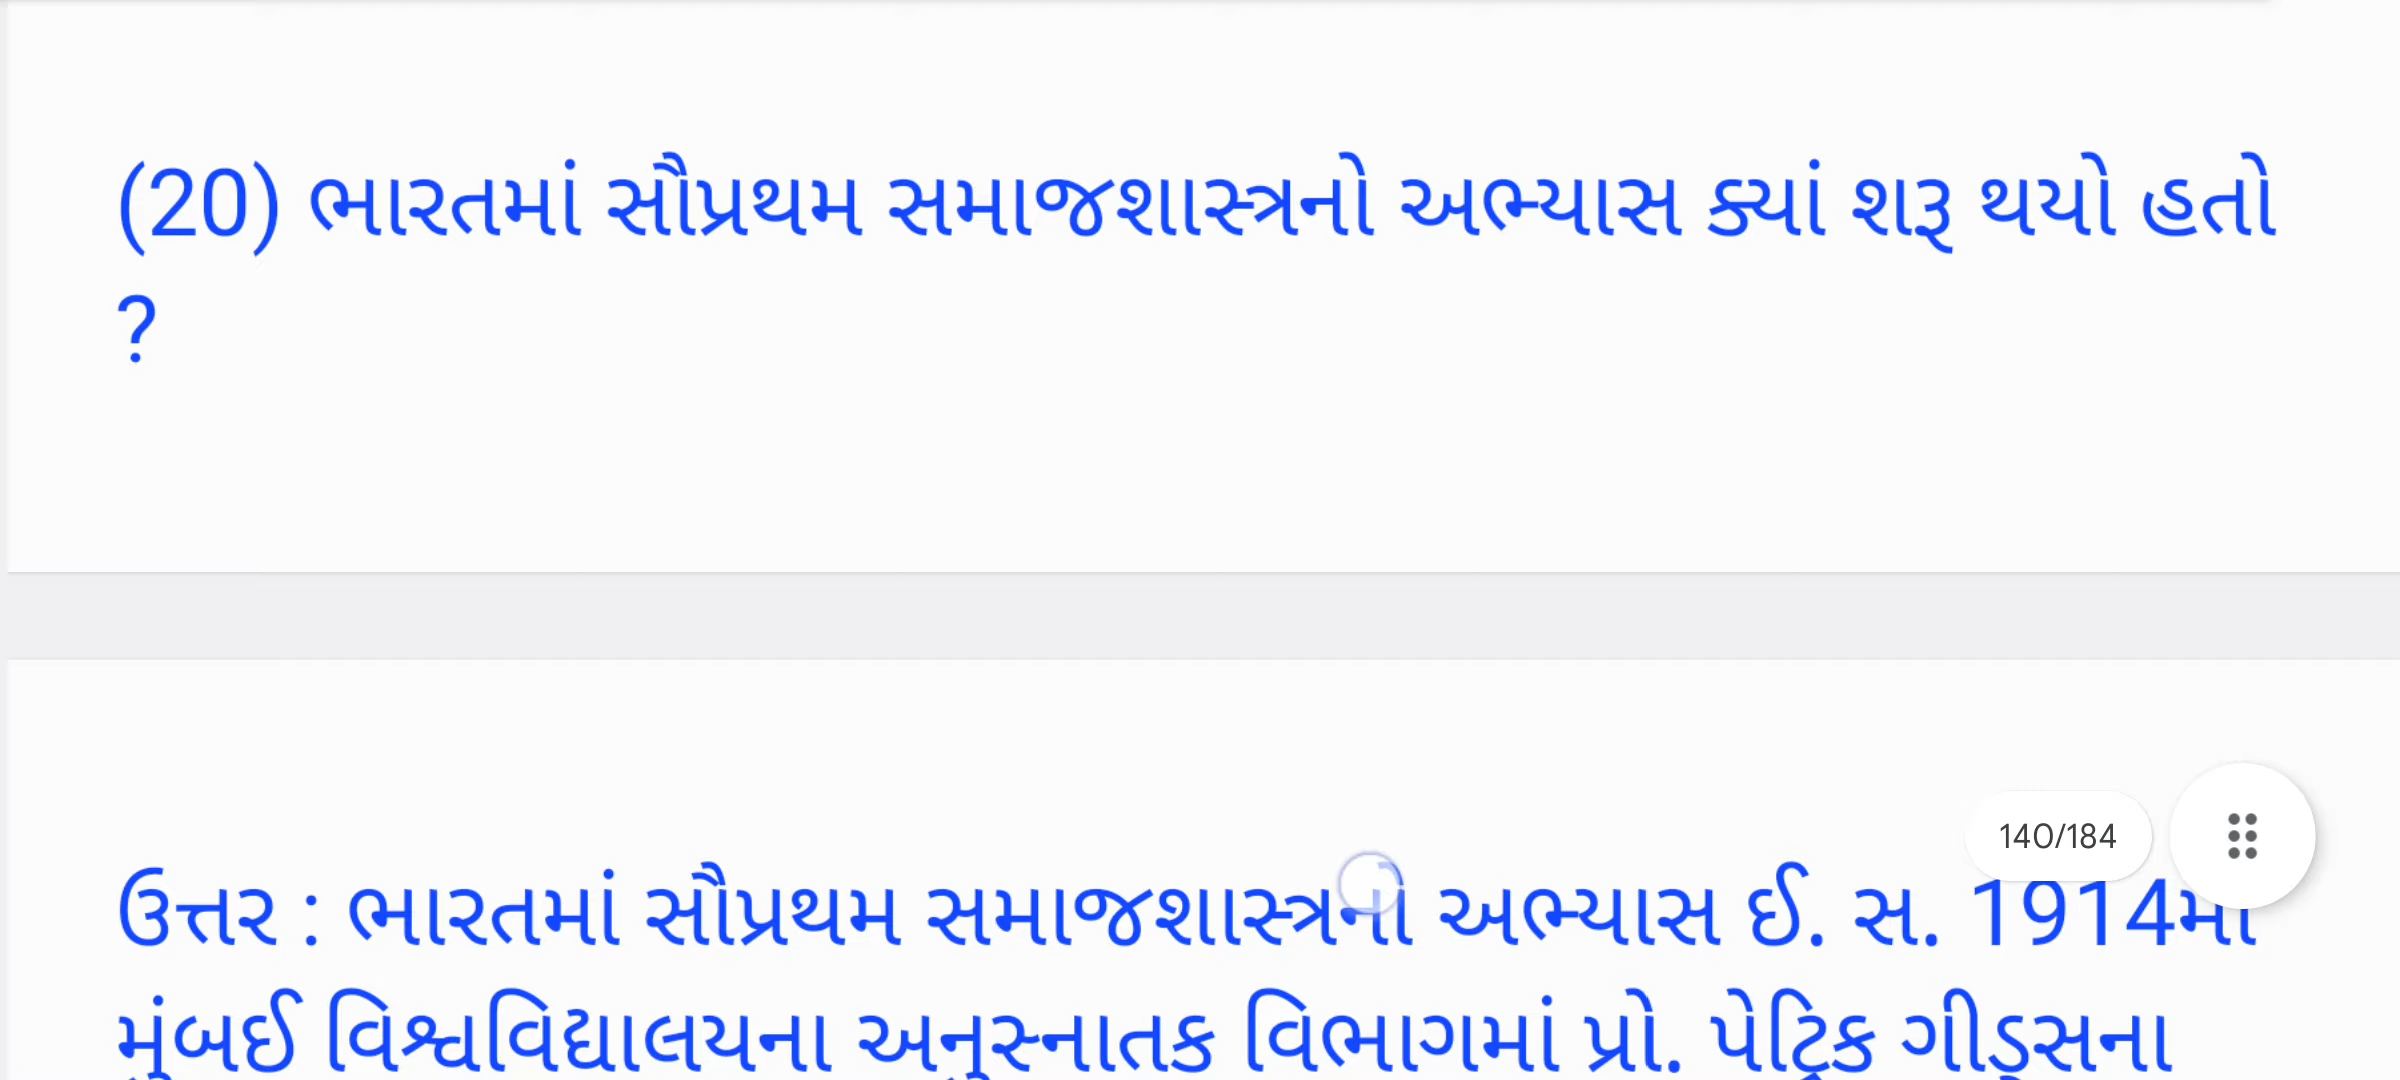 (20) ભારતમાં સૌપ્રથમ સમાજશાસ્ત્રનો અભ્યાસ ક્યાં શરૂ થયો હતો
?
140/184
ઉત્તર : ભારતમાં સૌપ્રથમ સમાજશાસ્ત્રનો અભ્યાસ ઈ. સ. 1914માં
મુંબઈ વિશ્વવિદ્યાલયના અનુસ્નાતક વિભાગમાં પ્રો. પેટ્રિક ગીડ્સના